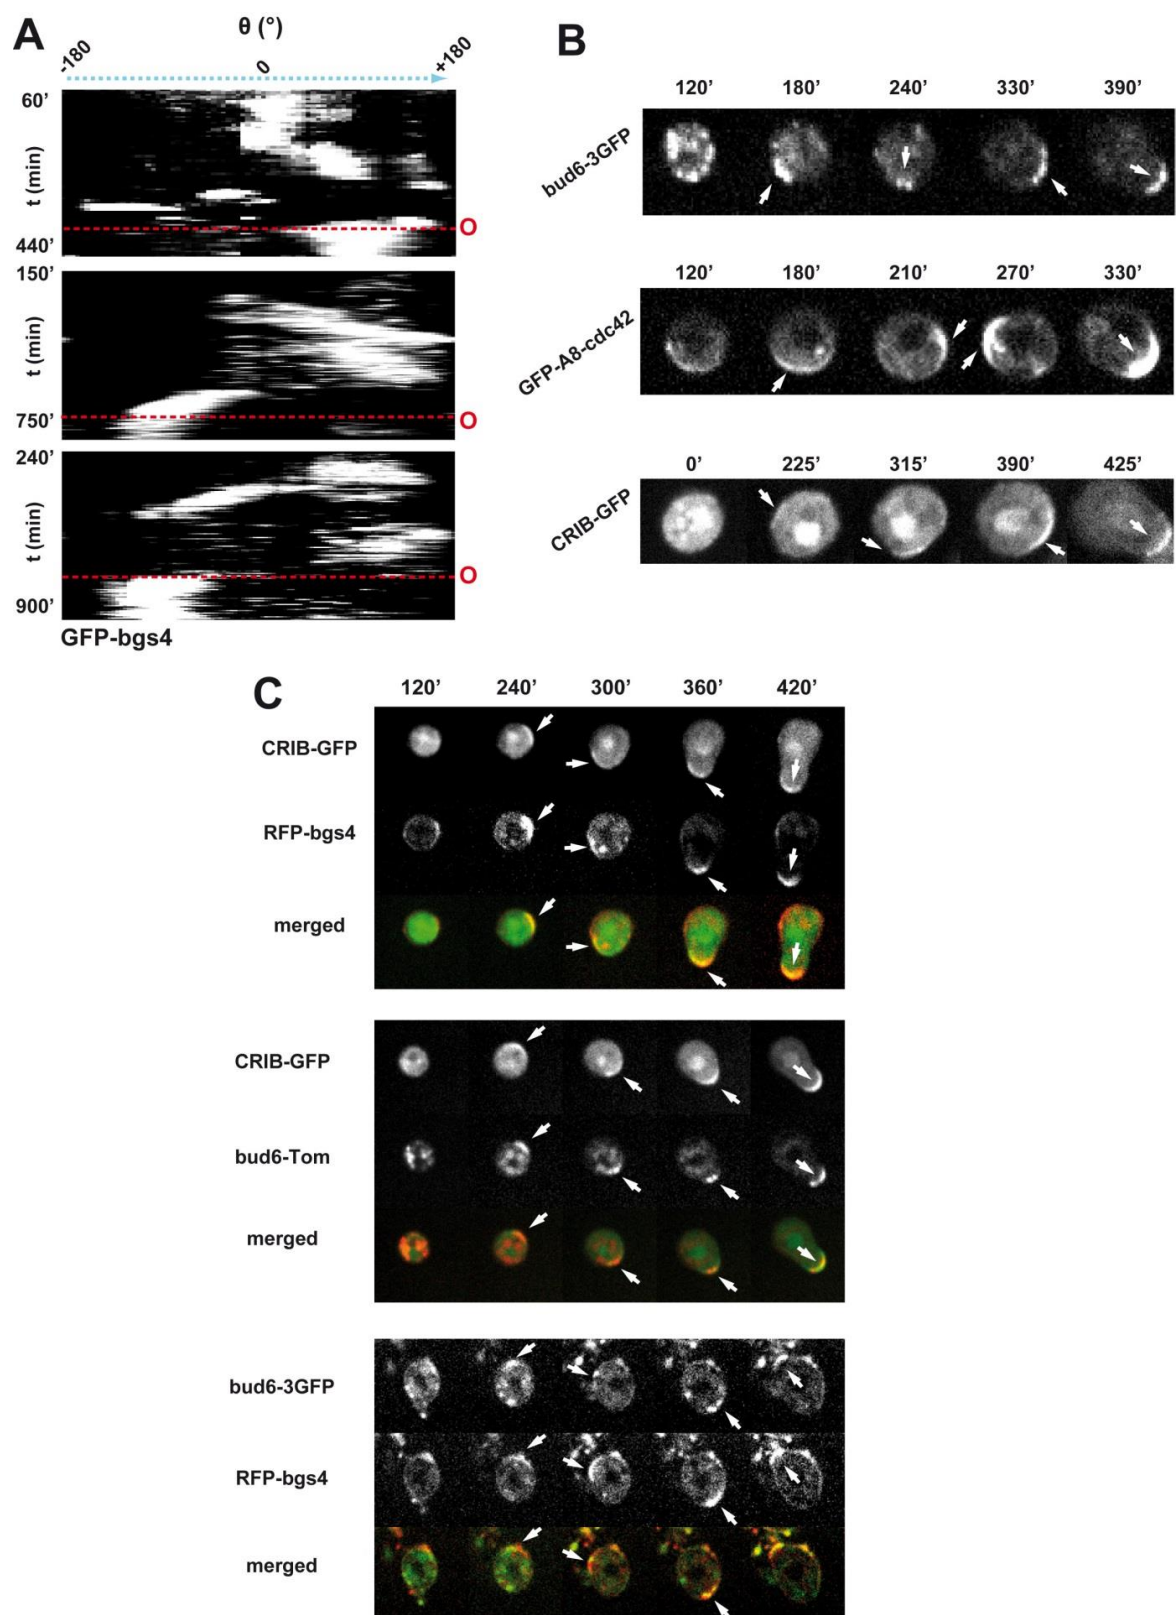 A
θ (°)
-180 0 +180
60’
t (min)
440’
O
150’
t (min)
750’
O
240’
t (min)
900’
O
GFP-bgs4
B
120’ 180’ 240’ 330’ 390’
bud6-3GFP
120’ 180’ 210’ 270’ 330’
GFP-A8-cdc42
0’ 225’ 315’ 390’ 425’
CRIB-GFP
C
120’ 240’ 300’ 360’ 420’
CRIB-GFP
RFP-bgs4
merged
CRIB-GFP
bud6-Tom
merged
bud6-3GFP
RFP-bgs4
merged